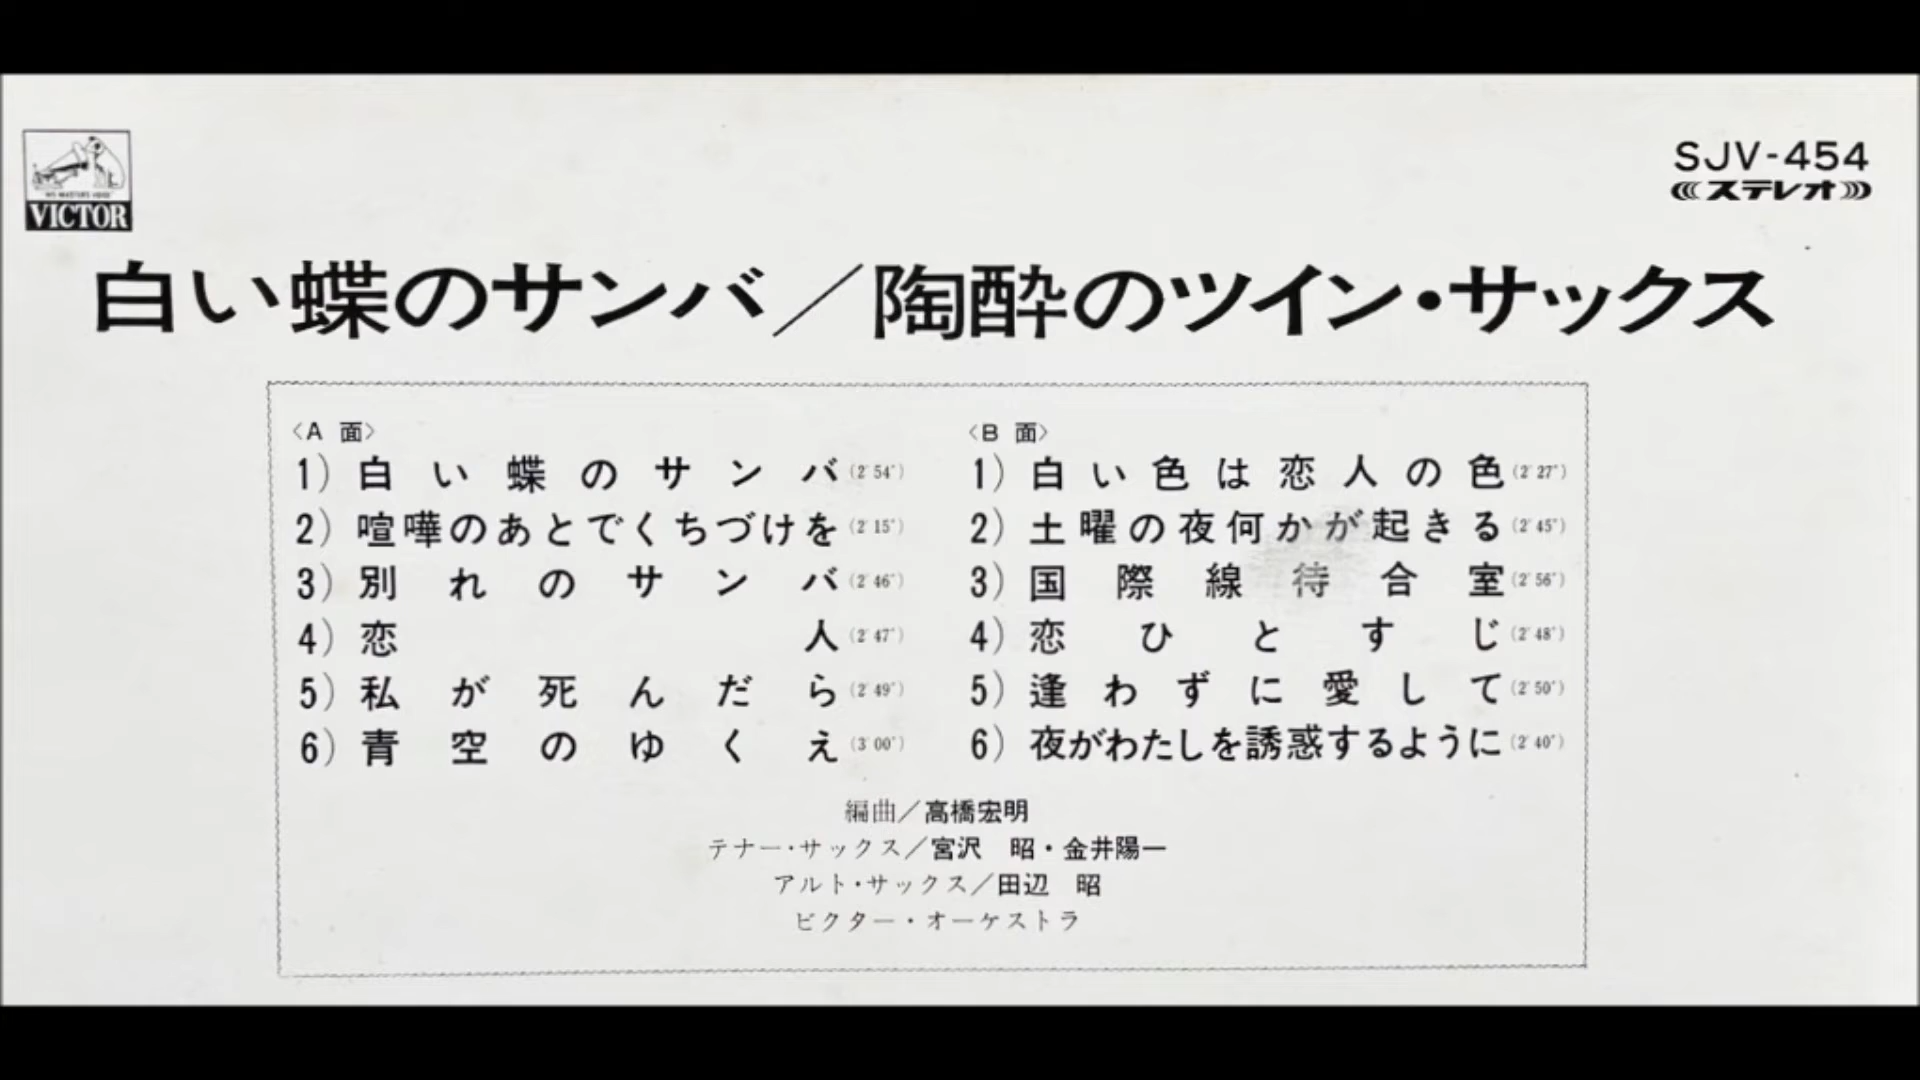 HIS MASTER'S VOICE
VICTOR
SJV-454
ステレオ
白い蝶のサンバ／陶酔のツイン・サックス
〈A 面〉
1) 白い蝶のサンバ (2′54″)
2) 喧嘩のあとでくちづけを (2′15″)
3) 別れのサンバ (2′46″)
4) 恋人 (2′47″)
5) 私が死んだら (2′49″)
6) 青空のゆくえ (3′00″)
〈B 面〉
1) 白い色は恋人の色 (2′27″)
2) 土曜の夜何かが起きる (2′45″)
3) 国際線待合室 (2′56″)
4) 恋ひとすじ (2′48″)
5) 逢わずに愛して (2′50″)
6) 夜がわたしを誘惑するように (2′40″)
編曲／高橋宏明
テナー・サックス／宮沢　昭・金井陽一
アルト・サックス／田辺　昭
ビクター・オーケストラ